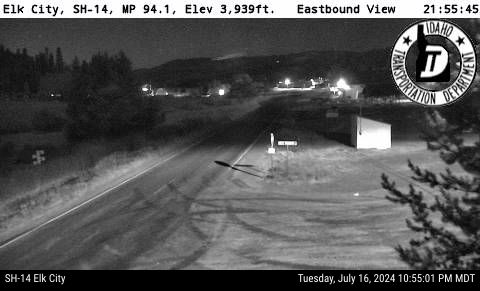 Elk City, SH-14, MP 94.1, Elev 3,939ft.   Eastbound View   21:55:45
IDAHO
TRANSPORTATION DEPARTMENT
SH-14 Elk City   Tuesday, July 16, 2024 10:55:01 PM MDT